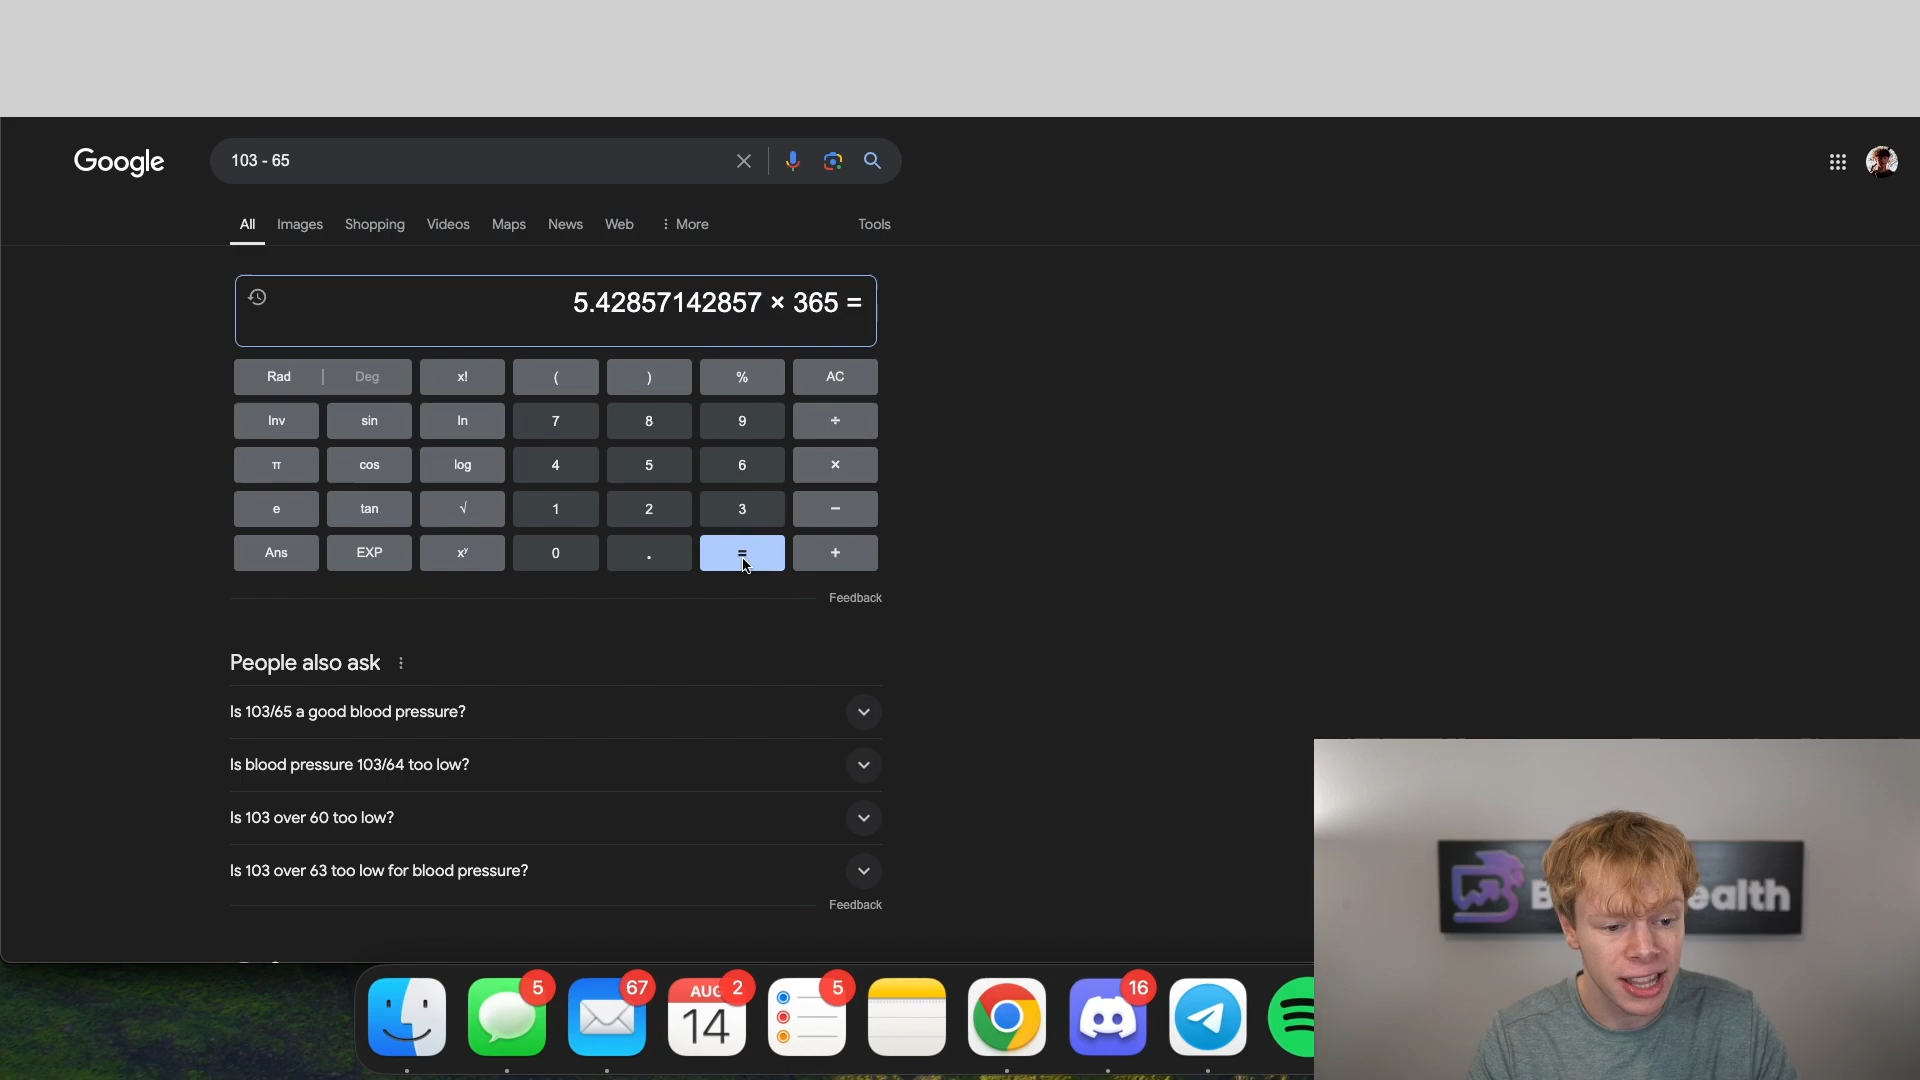 Google
103 - 65
All Images Shopping Videos Maps News Web More Tools
5.42857142857 × 365 =
Rad | Deg x! ( ) % AC
Inv sin ln 7 8 9 ÷
π cos log 4 5 6 ×
e tan √ 1 2 3 −
Ans EXP xʸ 0 . = +
Feedback
People also ask
Is 103/65 a good blood pressure?
Is blood pressure 103/64 too low?
Is 103 over 60 too low?
Is 103 over 63 too low for blood pressure?
Feedback
5 67 AUG 2 5 16
14